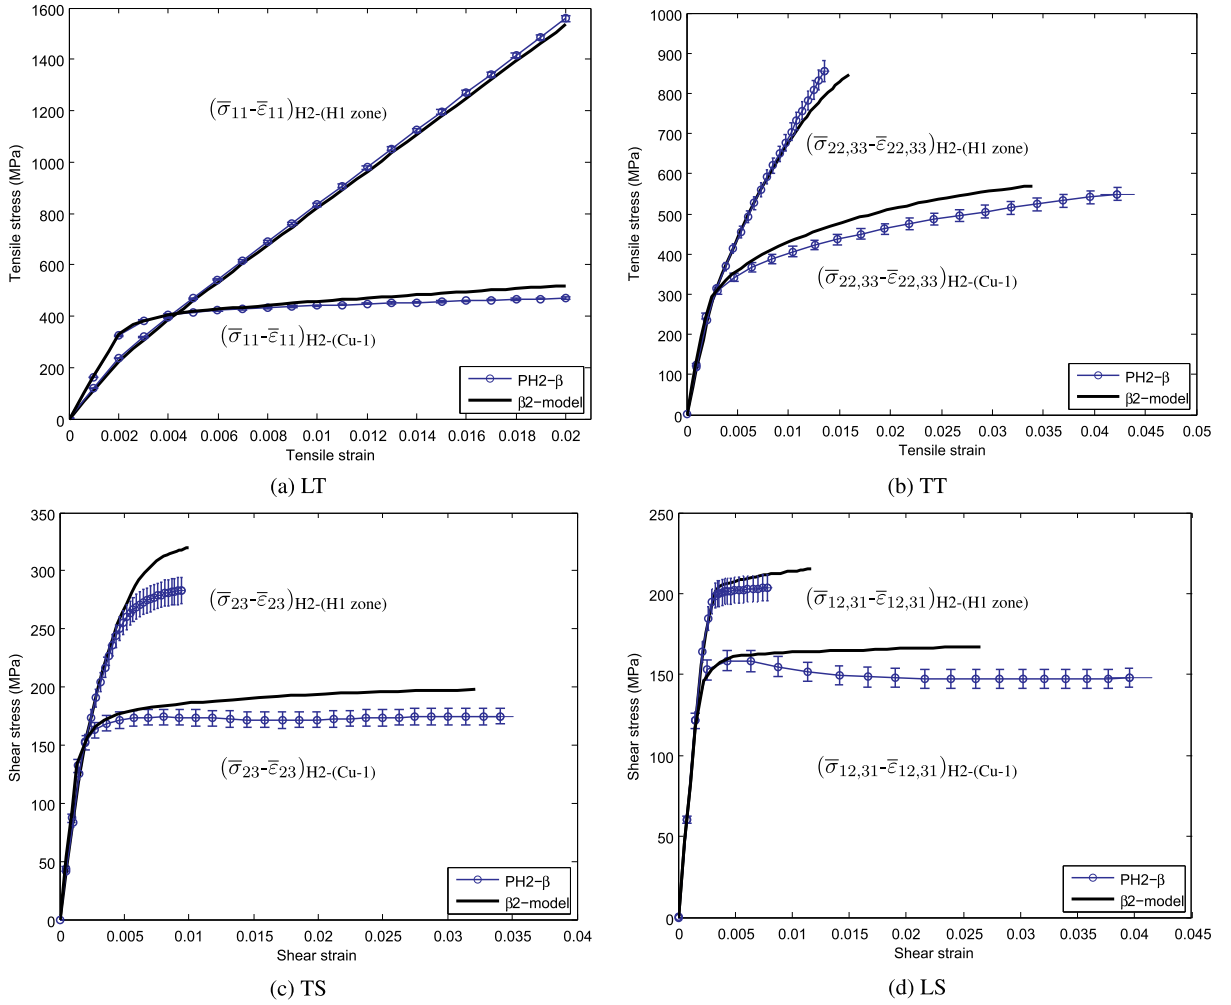 1600
1400
1200
1000
800
600
400
200
0
Tensile stress (MPa)
(σ̅11-ε̅11)H2-(H1 zone)
(σ̅11-ε̅11)H2-(Cu-1)
PH2−β
β2−model
0 0.002 0.004 0.006 0.008 0.01 0.012 0.014 0.016 0.018 0.02
Tensile strain
(a) LT
1000
900
800
700
600
500
400
300
200
100
0
Tensile stress (MPa)
(σ̅22,33-ε̅22,33)H2-(H1 zone)
(σ̅22,33-ε̅22,33)H2-(Cu-1)
PH2−β
β2−model
0 0.005 0.01 0.015 0.02 0.025 0.03 0.035 0.04 0.045 0.05
Tensile strain
(b) TT
350
300
250
200
150
100
50
0
Shear stress (MPa)
(σ̅23-ε̅23)H2-(H1 zone)
(σ̅23-ε̅23)H2-(Cu-1)
PH2−β
β2−model
0 0.005 0.01 0.015 0.02 0.025 0.03 0.035 0.04
Shear strain
(c) TS
250
200
150
100
50
0
Shear stress (MPa)
(σ̅12,31-ε̅12,31)H2-(H1 zone)
(σ̅12,31-ε̅12,31)H2-(Cu-1)
PH2−β
β2−model
0 0.005 0.01 0.015 0.02 0.025 0.03 0.035 0.04 0.045
Shear strain
(d) LS